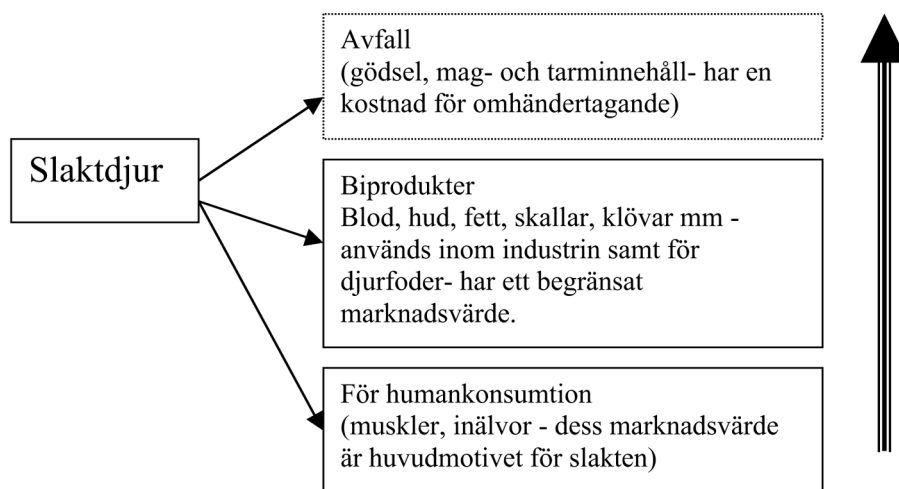 Avfall
(gödsel, mag- och tarminnehåll- har en
kostnad för omhändertagande)
Slaktdjur
Biprodukter
Blod, hud, fett, skallar, klövar mm -
används inom industrin samt för
djurfoder- har ett begränsat
marknadsvärde.
För humankonsumtion
(muskler, inälvor - dess marknadsvärde
är huvudmotivet för slakten)